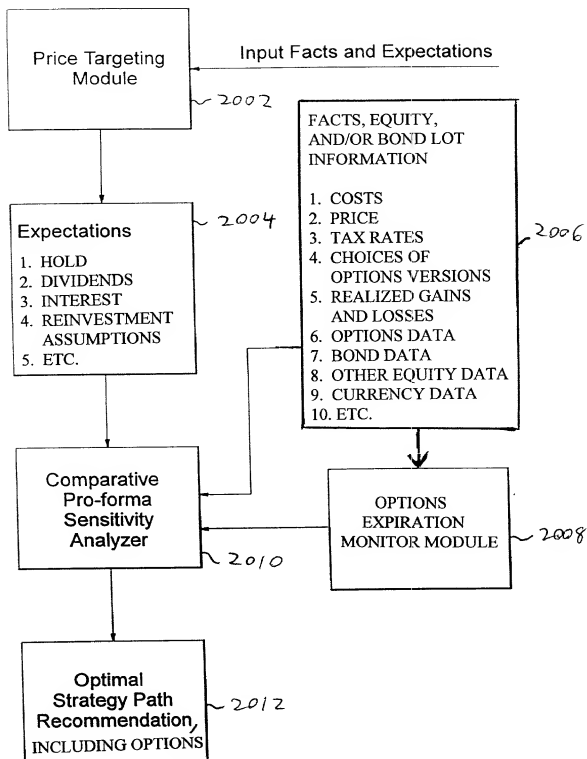 Input Facts and Expectations
Price Targeting
Module
2002
FACTS, EQUITY,
AND/OR BOND LOT
INFORMATION
1. COSTS
2. PRICE
3. TAX RATES
4. CHOICES OF
OPTIONS VERSIONS
5. REALIZED GAINS
AND LOSSES
6. OPTIONS DATA
7. BOND DATA
8. OTHER EQUITY DATA
9. CURRENCY DATA
10. ETC.
2006
2004
Expectations
1. HOLD
2. DIVIDENDS
3. INTEREST
4. REINVESTMENT
ASSUMPTIONS
5. ETC.
Comparative
Pro-forma
Sensitivity
Analyzer
2010
OPTIONS
EXPIRATION
MONITOR MODULE
2008
Optimal
Strategy Path
Recommendation,
INCLUDING OPTIONS
2012